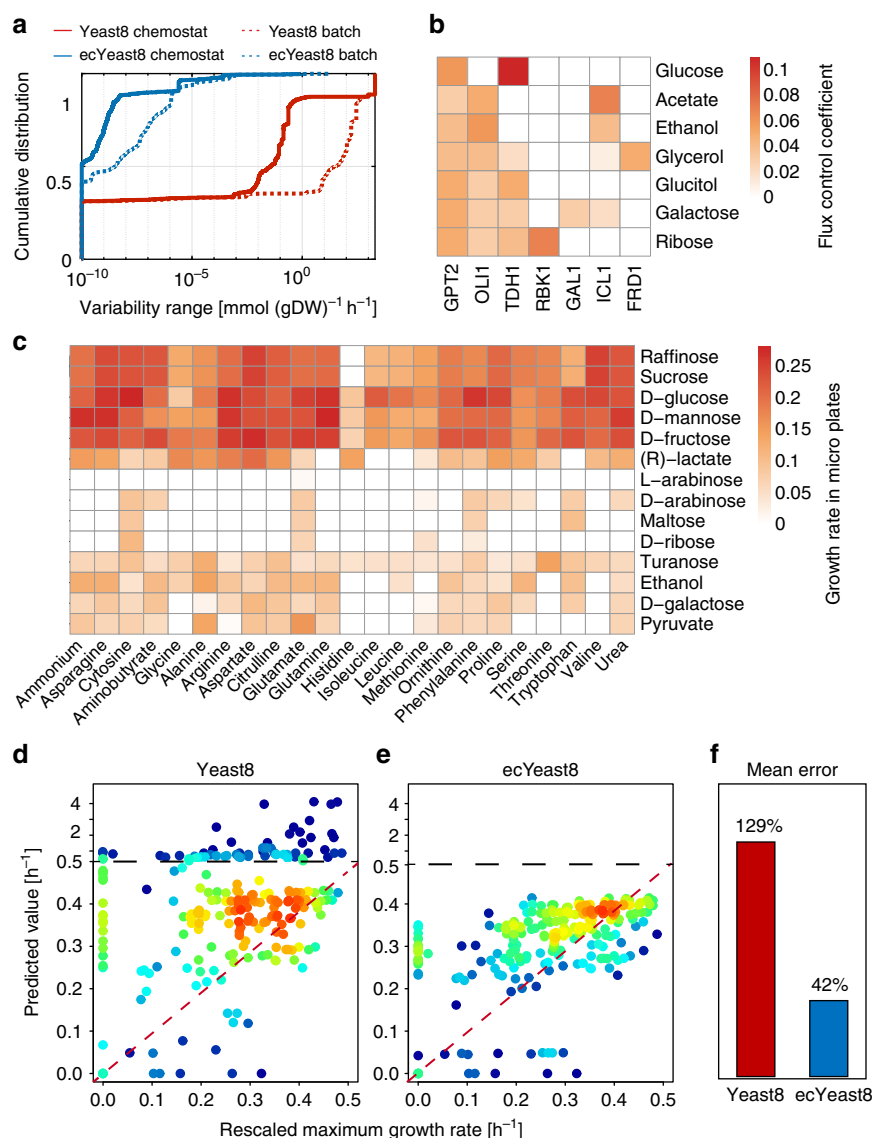 a
Yeast8 chemostat
Yeast8 batch
ecYeast8 chemostat
ecYeast8 batch
Cumulative distribution
1
0.5
0
10−10
10−5
100
Variability range [mmol (gDW)−1 h−1]
b
Glucose
Acetate
Ethanol
Glycerol
Glucitol
Galactose
Ribose
GPT2
OLI1
TDH1
RBK1
GAL1
ICL1
FRD1
0.1
0.08
0.06
0.04
0.02
0
Flux control coefficient
c
Raffinose
Sucrose
D−glucose
D−mannose
D−fructose
(R)−lactate
L−arabinose
D−arabinose
Maltose
D−ribose
Turanose
Ethanol
D−galactose
Pyruvate
Ammonium
Asparagine
Cytosine
Aminobutyrate
Glycine
Alanine
Arginine
Aspartate
Citrulline
Glutamate
Glutamine
Histidine
Isoleucine
Leucine
Methionine
Ornithine
Phenylalanine
Proline
Serine
Threonine
Tryptophan
Valine
Urea
0.25
0.2
0.15
0.1
0.05
0
Growth rate in micro plates
d
Yeast8
4
2
1
0.5
0.4
0.3
0.2
0.1
0.0
Predicted value [h−1]
0.0 0.1 0.2 0.3 0.4 0.5
e
ecYeast8
4
2
1
0.5
0.4
0.3
0.2
0.1
0.0
0.0 0.1 0.2 0.3 0.4 0.5
Rescaled maximum growth rate [h−1]
f
Mean error
129%
42%
Yeast8 ecYeast8